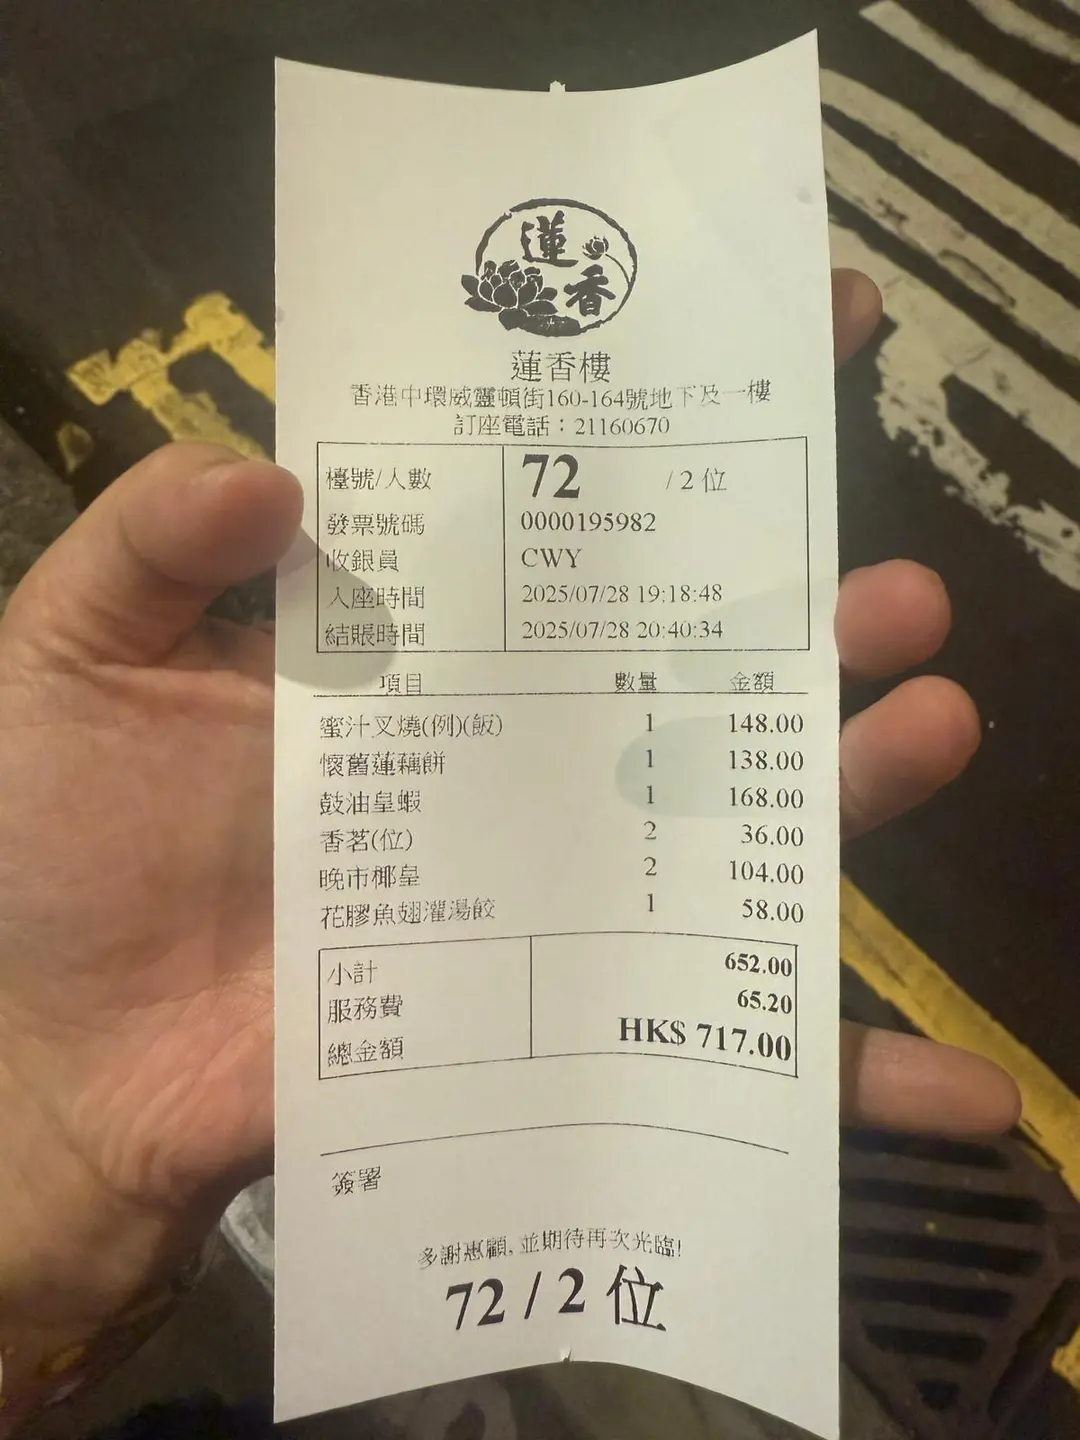 蓮香
蓮香樓
香港中環威靈頓街160-164號地下及一樓
訂座電話：21160670
檯號/人數 72 / 2 位
發票號碼 0000195982
收銀員 CWY
入座時間 2025/07/28 19:18:48
結賬時間 2025/07/28 20:40:34
項目 數量 金額
蜜汁叉燒(例)(飯) 1 148.00
懷舊蓮藕餅 1 138.00
鼓油皇蝦 1 168.00
香茗(位) 2 36.00
晚市椰皇 2 104.00
花膠魚翅灌湯餃 1 58.00
小計 652.00
服務費 65.20
總金額 HK$ 717.00
簽署
多謝惠顧, 並期待再次光臨!
72 / 2 位